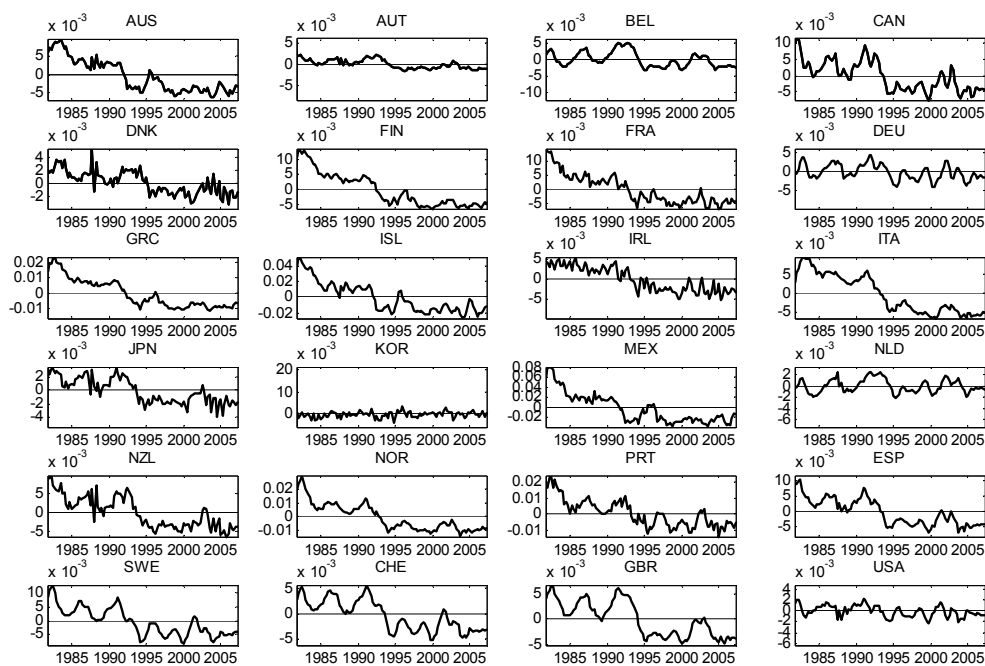 x 10⁻³
AUS
5
0
-5
1985 1990 1995 2000 2005
x 10⁻³
AUT
5
0
-5
1985 1990 1995 2000 2005
x 10⁻³
BEL
5
0
-5
-10
1985 1990 1995 2000 2005
x 10⁻³
CAN
10
5
0
-5
1985 1990 1995 2000 2005
x 10⁻³
DNK
4
2
0
-2
1985 1990 1995 2000 2005
x 10⁻³
FIN
10
5
0
-5
1985 1990 1995 2000 2005
x 10⁻³
FRA
10
5
0
-5
1985 1990 1995 2000 2005
x 10⁻³
DEU
5
0
-5
1985 1990 1995 2000 2005
GRC
0.02
0.01
0
-0.01
1985 1990 1995 2000 2005
ISL
0.04
0.02
0
-0.02
1985 1990 1995 2000 2005
x 10⁻³
IRL
5
0
-5
1985 1990 1995 2000 2005
x 10⁻³
ITA
5
0
-5
1985 1990 1995 2000 2005
x 10⁻³
JPN
2
0
-2
-4
1985 1990 1995 2000 2005
x 10⁻³
KOR
20
10
0
1985 1990 1995 2000 2005
MEX
0.08
0.06
0.04
0.02
0
-0.02
1985 1990 1995 2000 2005
x 10⁻³
NLD
2
0
-2
-4
-6
1985 1990 1995 2000 2005
x 10⁻³
NZL
5
0
-5
1985 1990 1995 2000 2005
NOR
0.02
0.01
0
-0.01
1985 1990 1995 2000 2005
PRT
0.02
0.01
0
-0.01
1985 1990 1995 2000 2005
x 10⁻³
ESP
10
5
0
-5
1985 1990 1995 2000 2005
x 10⁻³
SWE
10
5
0
-5
1985 1990 1995 2000 2005
x 10⁻³
CHE
5
0
-5
1985 1990 1995 2000 2005
x 10⁻³
GBR
5
0
-5
1985 1990 1995 2000 2005
x 10⁻³
USA
4
2
0
-2
-4
-6
1985 1990 1995 2000 2005